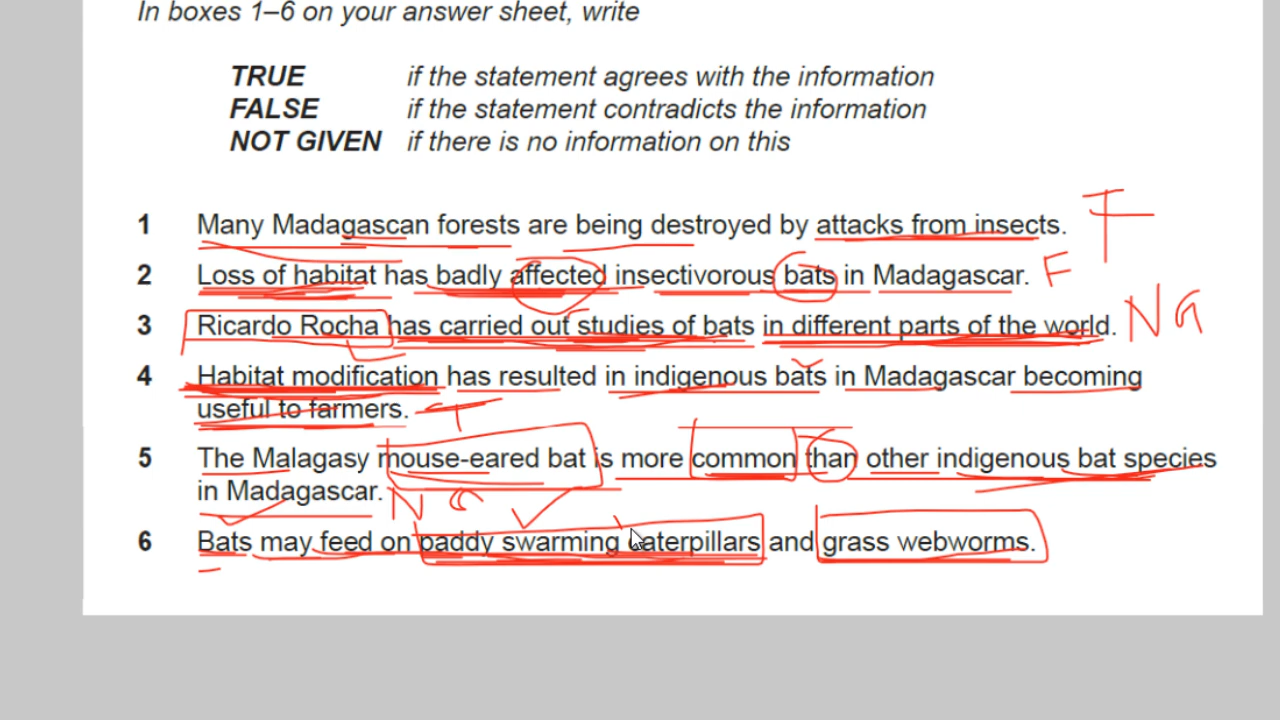 In boxes 1–6 on your answer sheet, write
TRUE if the statement agrees with the information
FALSE if the statement contradicts the information
NOT GIVEN if there is no information on this
1 Many Madagascan forests are being destroyed by attacks from insects. F
2 Loss of habitat has badly affected insectivorous bats in Madagascar. F
3 Ricardo Rocha has carried out studies of bats in different parts of the world. NG
4 Habitat modification has resulted in indigenous bats in Madagascar becoming
useful to farmers. T
5 The Malagasy mouse-eared bat is more common than other indigenous bat species
in Madagascar. NG
6 Bats may feed on paddy swarming caterpillars and grass webworms.